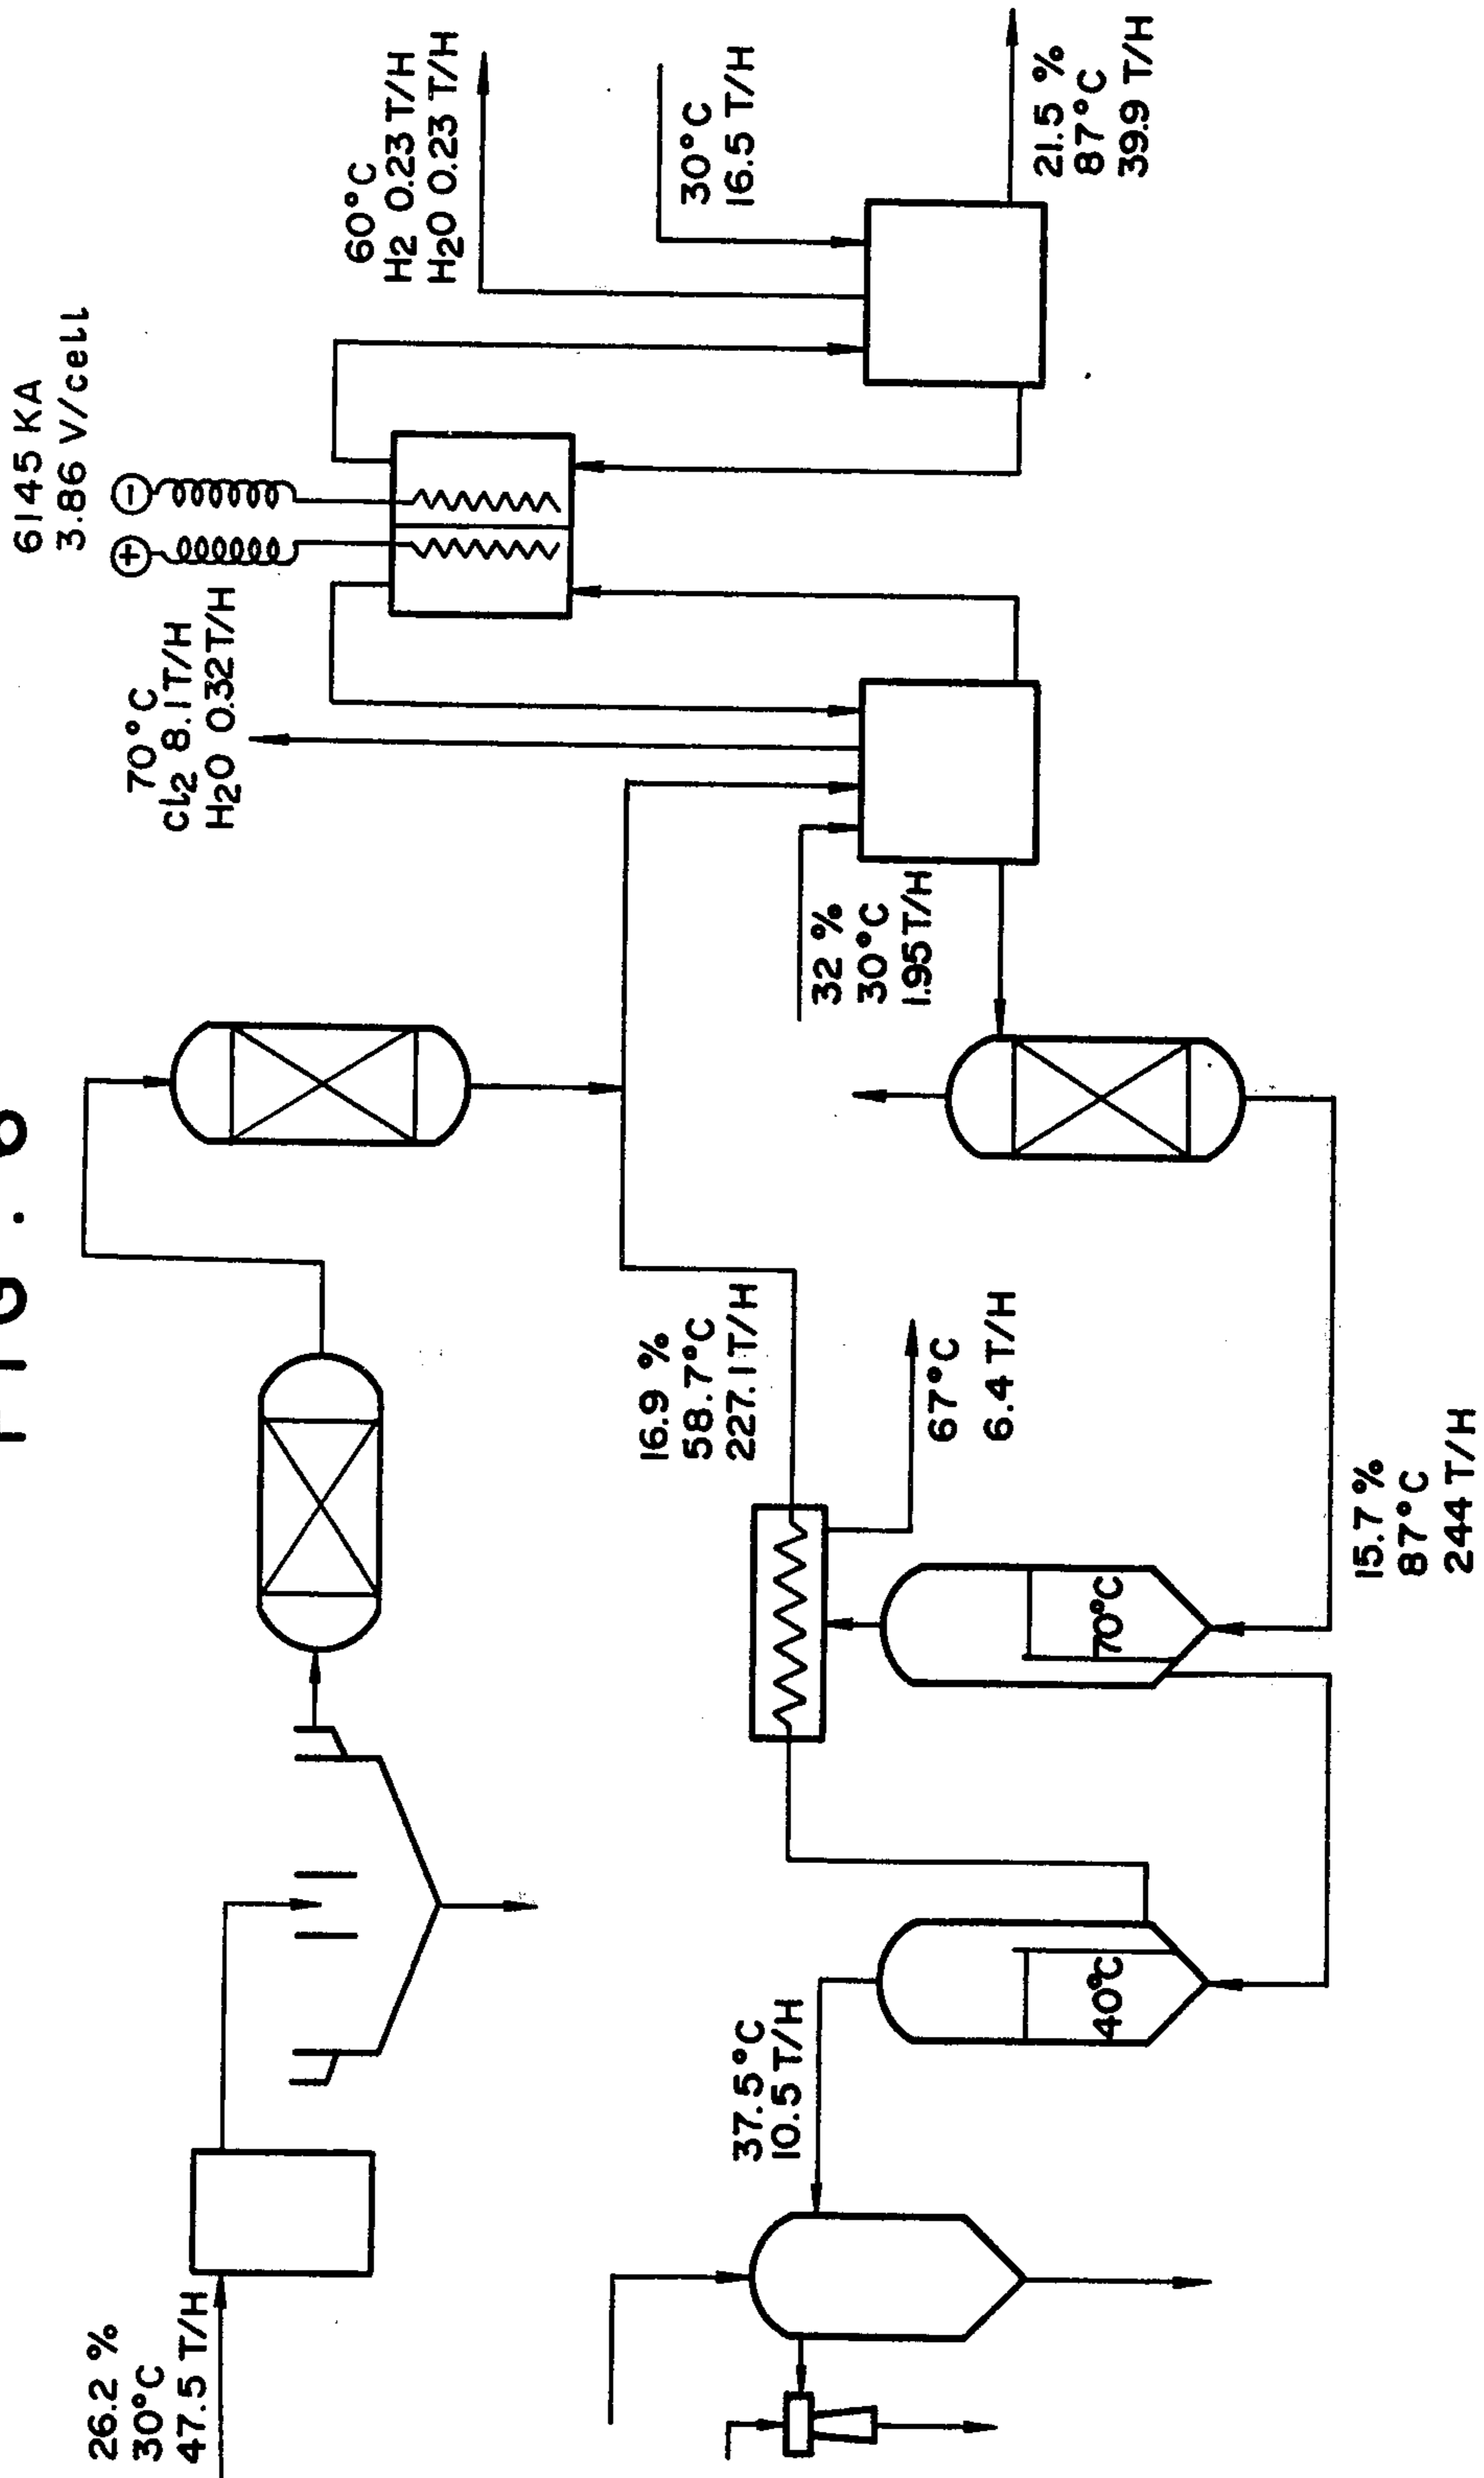 FIG.
26.2 %
30°C
47.5 T/H
37.5°C
10.5 T/H
40°C
70°C
16.9 %
58.7°C
227.1 T/H
67°C
6.4 T/H
15.7 %
87°C
244 T/H
32 %
30°C
1.95 T/H
70°C
Cl2 8.1 T/H
H2O 0.32 T/H
6145 KA
3.86 V/cell
+
−
60°C
H2 0.23 T/H
H2O 0.23 T/H
30°C
16.5 T/H
21.5 %
87°C
39.9 T/H